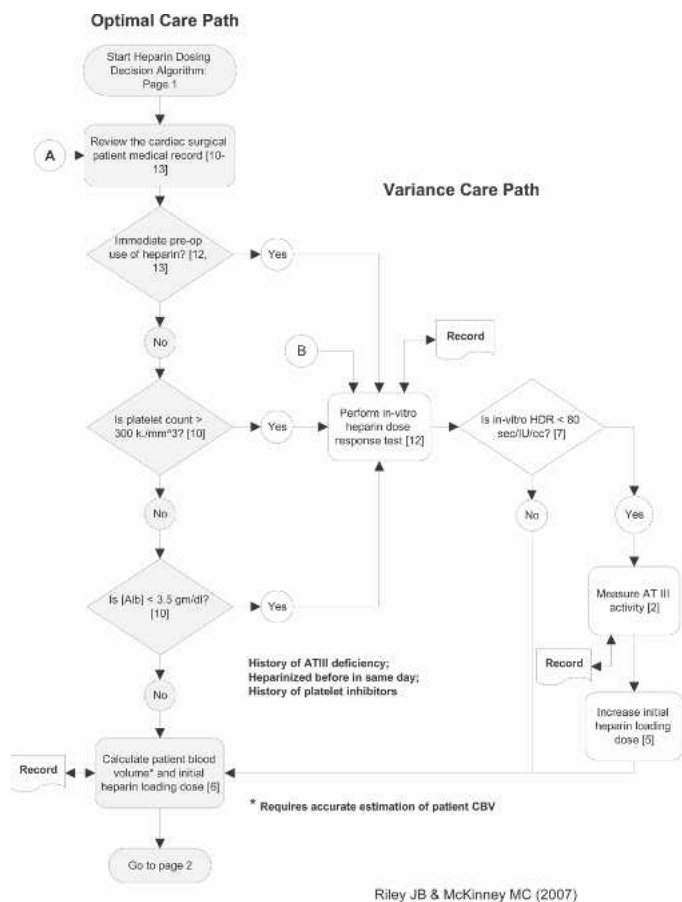 Optimal Care Path
Start Heparin Dosing
Decision Algorithm:
Page 1
A
Review the cardiac surgical
patient medical record [10-
13]
Variance Care Path
Immediate pre-op
use of heparin? [12,
13]
Yes
No
B
Record
Is platelet count >
300 k./mm^3? [10]
Yes
Perform in-vitro
heparin dose
response test [12]
Is in-vitro HDR < 80
sec/IU/cc? [7]
No
No
Yes
Is [Alb] < 3.5 gm/dl?
[10]
Yes
Measure AT III
activity [2]
History of ATIII deficiency;
Heparinized before in same day;
History of platelet inhibitors
Record
No
Increase initial
heparin loading
dose [5]
Record
Calculate patient blood
volume* and initial
heparin loading dose [6]
* Requires accurate estimation of patient CBV
Go to page 2
Riley JB & McKinney MC (2007)